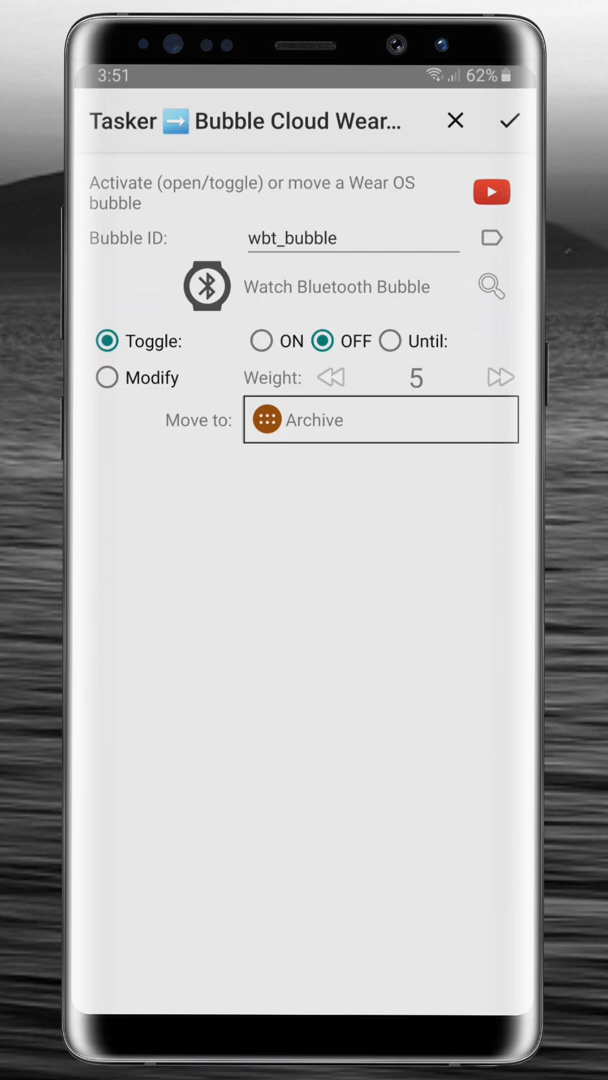 3:51
62%
Tasker ➡️ Bubble Cloud Wear...
Activate (open/toggle) or move a Wear OS
bubble
Bubble ID: wbt_bubble
Watch Bluetooth Bubble
Toggle: ON OFF Until:
Modify Weight: 5
Move to: Archive